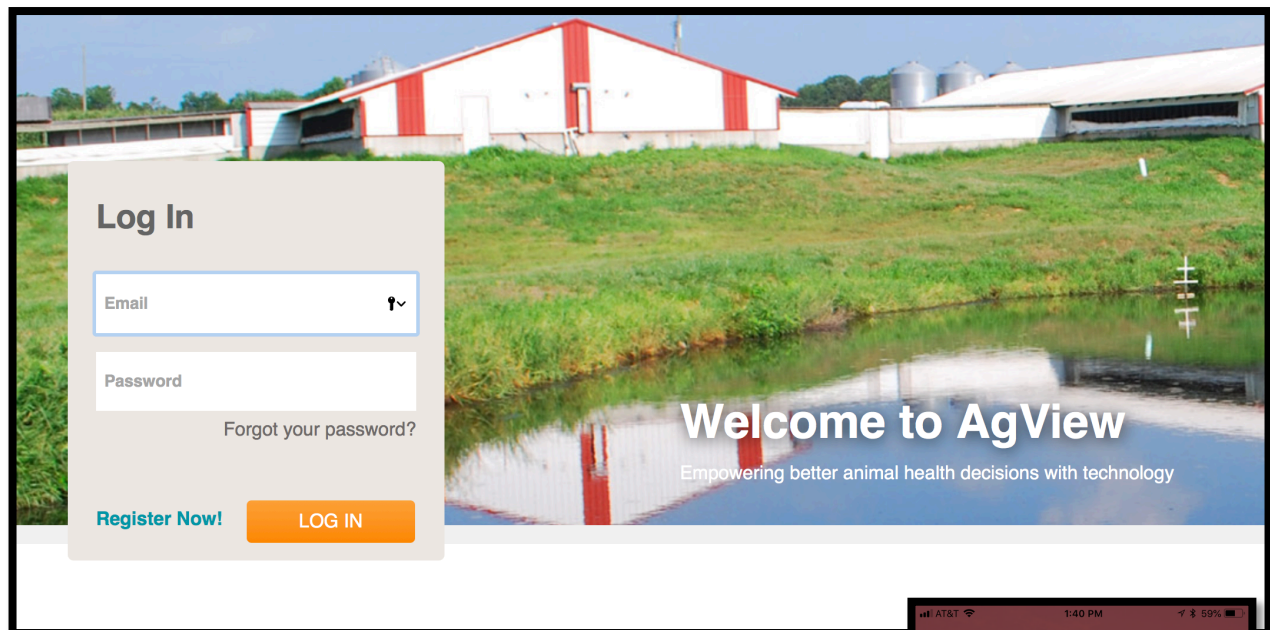 Log In
Email
Password
Forgot your password?
Register Now!
LOG IN
Welcome to AgView
Empowering better animal health decisions with technology
AT&T 1:40 PM 59%